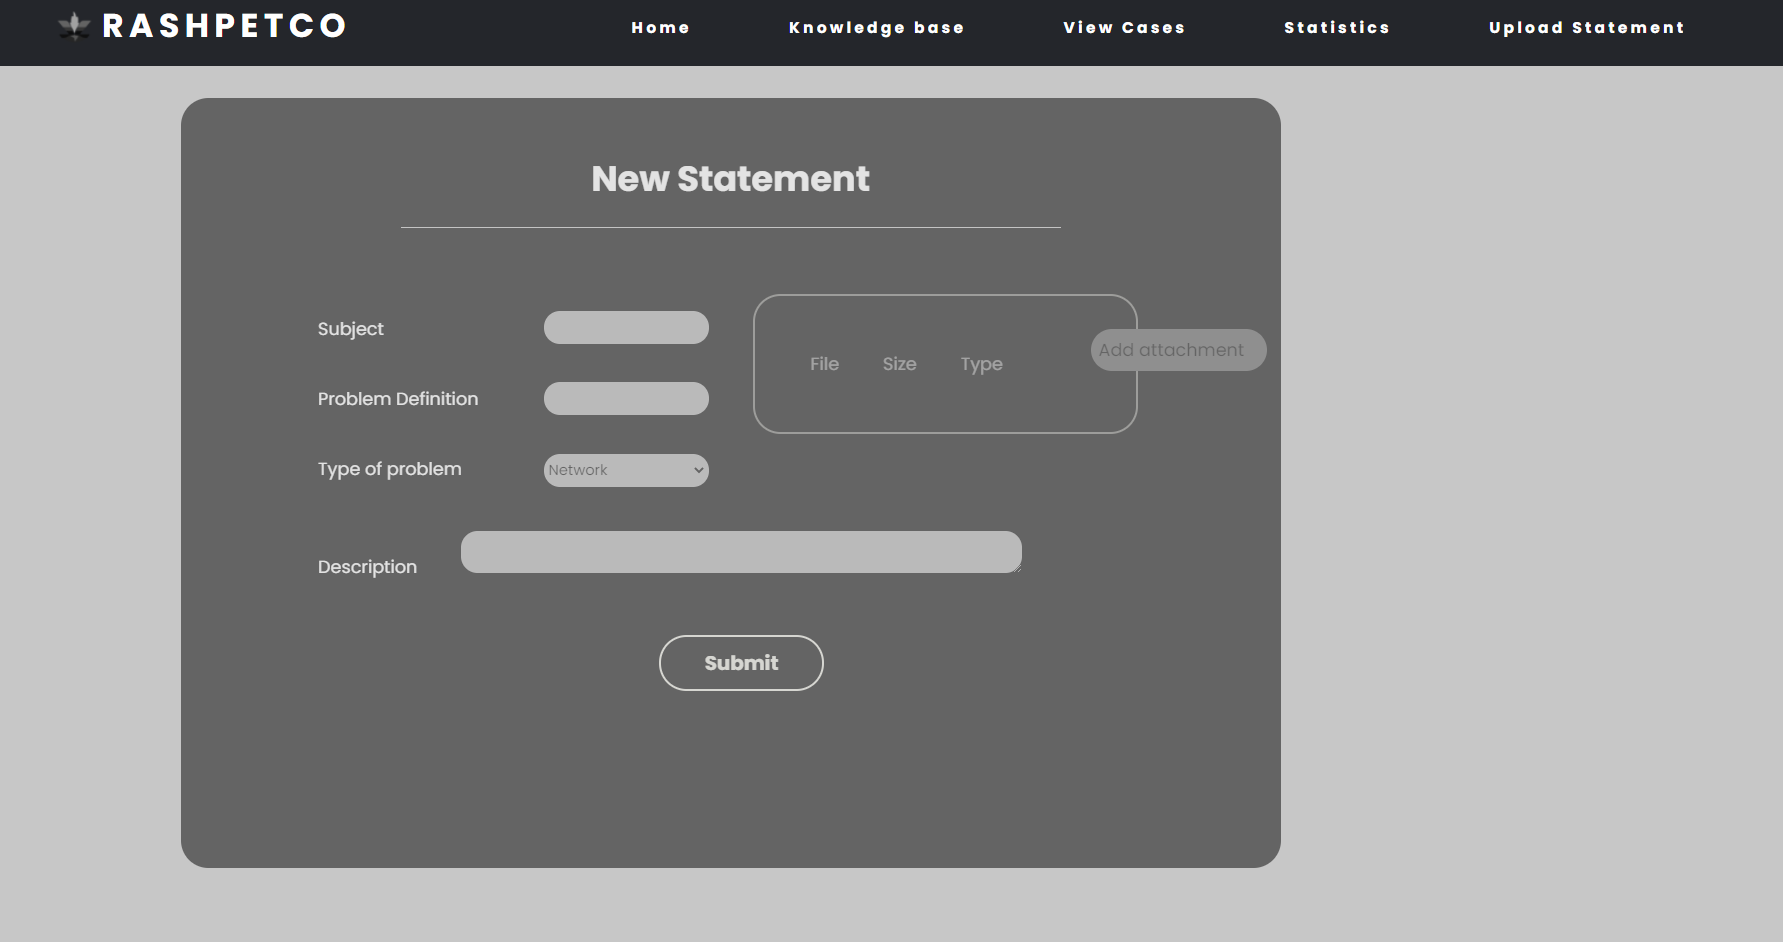 RASHPETCO
Home Knowledge base View Cases Statistics Upload Statement
New Statement
Subject
File Size Type
Add attachment
Problem Definition
Type of problem Network
Description
Submit